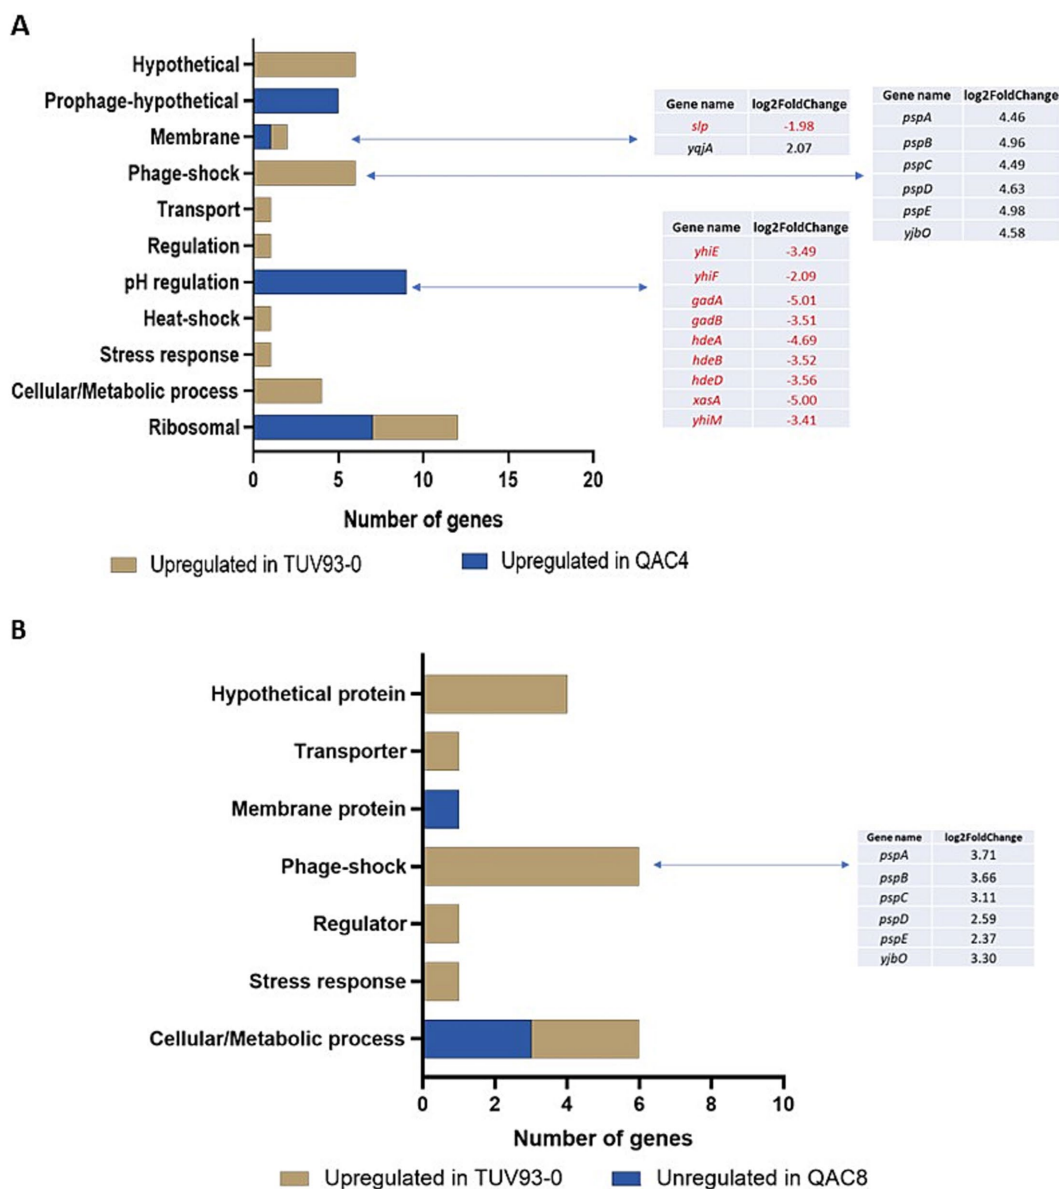 A
Hypothetical
Prophage-hypothetical
Membrane
Phage-shock
Transport
Regulation
pH regulation
Heat-shock
Stress response
Cellular/Metabolic process
Ribosomal
0 5 10 15 20
Number of genes
Upregulated in TUV93-0 Upregulated in QAC4
Gene name log2FoldChange
slp -1.98
yqjA 2.07
Gene name log2FoldChange
pspA 4.46
pspB 4.96
pspC 4.49
pspD 4.63
pspE 4.98
yjbO 4.58
Gene name log2FoldChange
yhiE -3.49
yhiF -2.09
gadA -5.01
gadB -3.51
hdeA -4.69
hdeB -3.52
hdeD -3.56
xasA -5.00
yhiM -3.41
B
Hypothetical protein
Transporter
Membrane protein
Phage-shock
Regulator
Stress response
Cellular/Metabolic process
0 2 4 6 8 10
Number of genes
Upregulated in TUV93-0 Unregulated in QAC8
Gene name log2FoldChange
pspA 3.71
pspB 3.66
pspC 3.11
pspD 2.59
pspE 2.37
yjbO 3.30